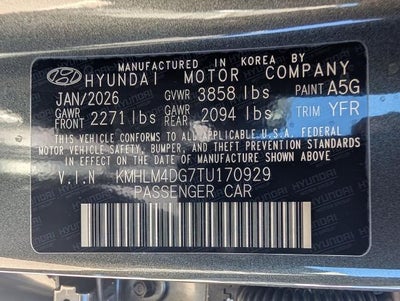 MANUFACTURED IN KOREA BY
HYUNDAI MOTOR COMPANY
JAN/2026 GVWR 3858 lbs PAINT A5G
GAWR FRONT 2271 lbs GAWR REAR 2094 lbs TRIM YFR
THIS VEHICLE CONFORMS TO ALL APPLICABLE U.S.A. FEDERAL
MOTOR VEHICLE SAFETY, BUMPER, AND THEFT PREVENTION STANDARDS
IN EFFECT ON THE DATE OF MANUFACTURE SHOWN ABOVE.
V.I.N KMHLM4DG7TU170929
PASSENGER CAR